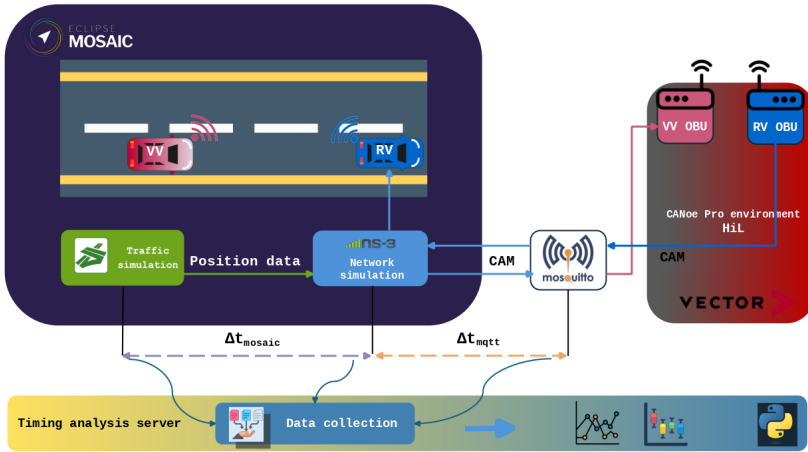 ECLIPSE
MOSAIC
VV
RV
VV OBU
RV OBU
Traffic
simulation
Position data
ns-3
Network
simulation
CAM
mosquitto
CANoe Pro environment
HiL
CAM
VECTOR
Δtmosaic
Δtmqtt
Timing analysis server
Data collection